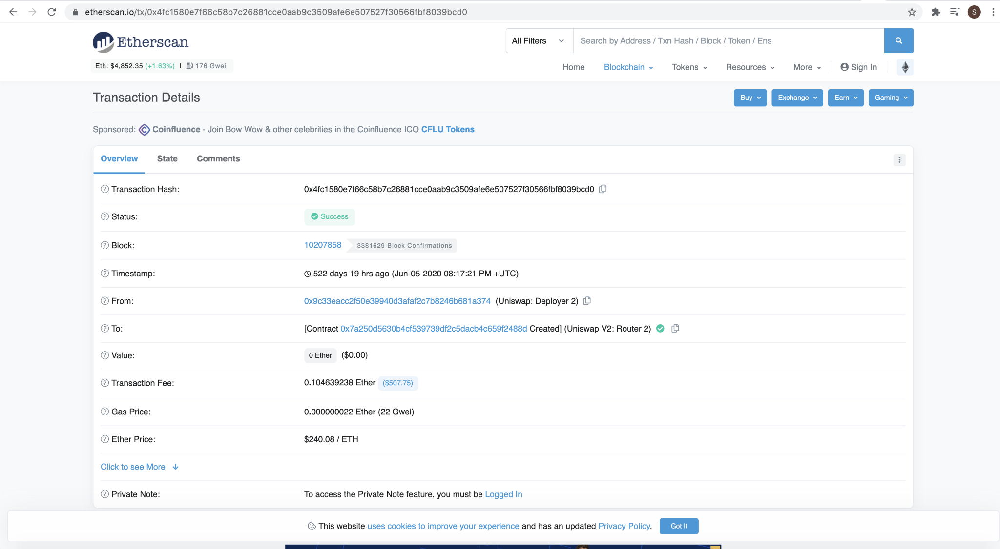 etherscan.io/tx/0x4fc1580e7f66c58b7c26881cce0aab9c3509afe6e507527f30566fbf8039bcd0
S
Etherscan
All Filters
Search by Address / Txn Hash / Block / Token / Ens
Eth: $4,852.35 (+1.63%) | 176 Gwei
Home Blockchain Tokens Resources More Sign In
Transaction Details
Buy Exchange Earn Gaming
Sponsored: Coinfluence - Join Bow Wow & other celebrities in the Coinfluence ICO CFLU Tokens
Overview State Comments
Transaction Hash: 0x4fc1580e7f66c58b7c26881cce0aab9c3509afe6e507527f30566fbf8039bcd0
Status: Success
Block: 10207858 3381629 Block Confirmations
Timestamp: 522 days 19 hrs ago (Jun-05-2020 08:17:21 PM +UTC)
From: 0x9c33eacc2f50e39940d3afaf2c7b8246b681a374 (Uniswap: Deployer 2)
To: [Contract 0x7a250d5630b4cf539739df2c5dacb4c659f2488d Created] (Uniswap V2: Router 2)
Value: 0 Ether ($0.00)
Transaction Fee: 0.104639238 Ether ($507.75)
Gas Price: 0.000000022 Ether (22 Gwei)
Ether Price: $240.08 / ETH
Click to see More
Private Note: To access the Private Note feature, you must be Logged In
This website uses cookies to improve your experience and has an updated Privacy Policy. Got It